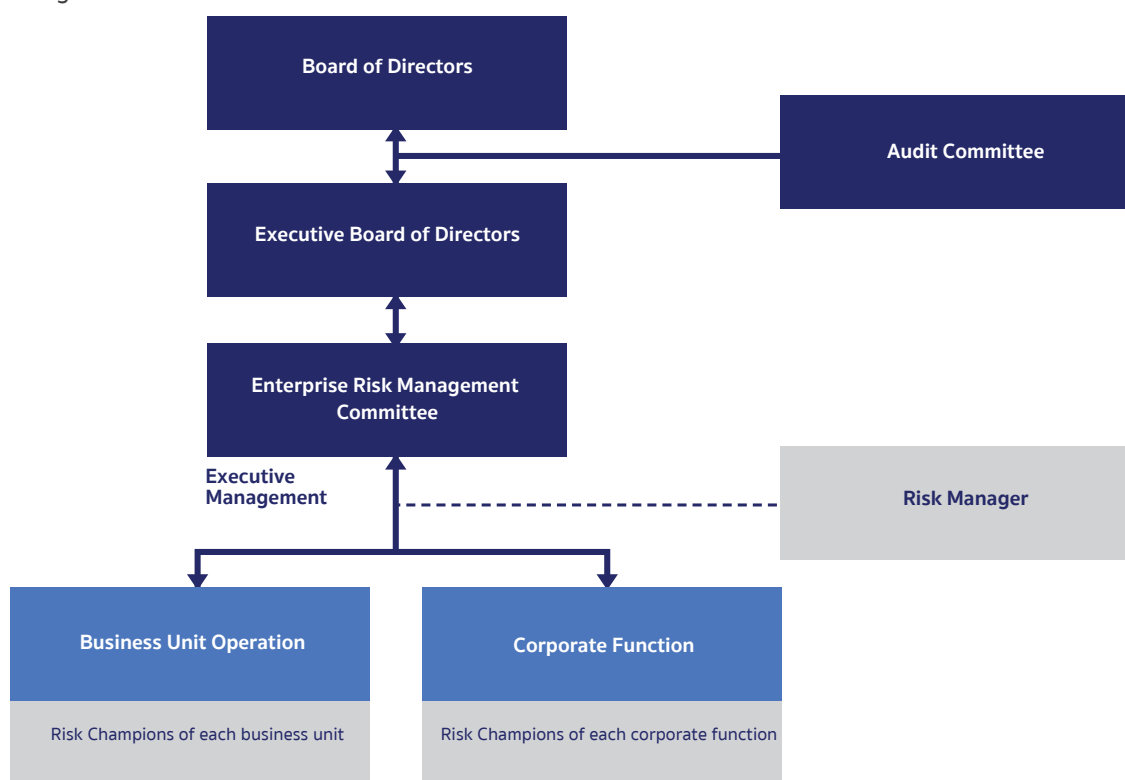 Board of Directors
Audit Committee
Executive Board of Directors
Enterprise Risk Management
Committee
Executive
Management
Risk Manager
Business Unit Operation
Corporate Function
Risk Champions of each business unit
Risk Champions of each corporate function